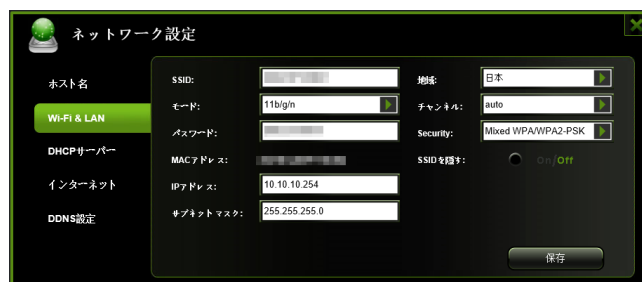 ネットワーク設定
ホスト名
Wi-Fi & LAN
DHCPサーバー
インターネット
DDNS設定
SSID:
モード: 11b/g/n
パスワード:
MACアドレス:
IPアドレス: 10.10.10.254
サブネットマスク: 255.255.255.0
地域: 日本
チャンネル: auto
Security: Mixed WPA/WPA2-PSK
SSIDを隠す: On/Off
保存